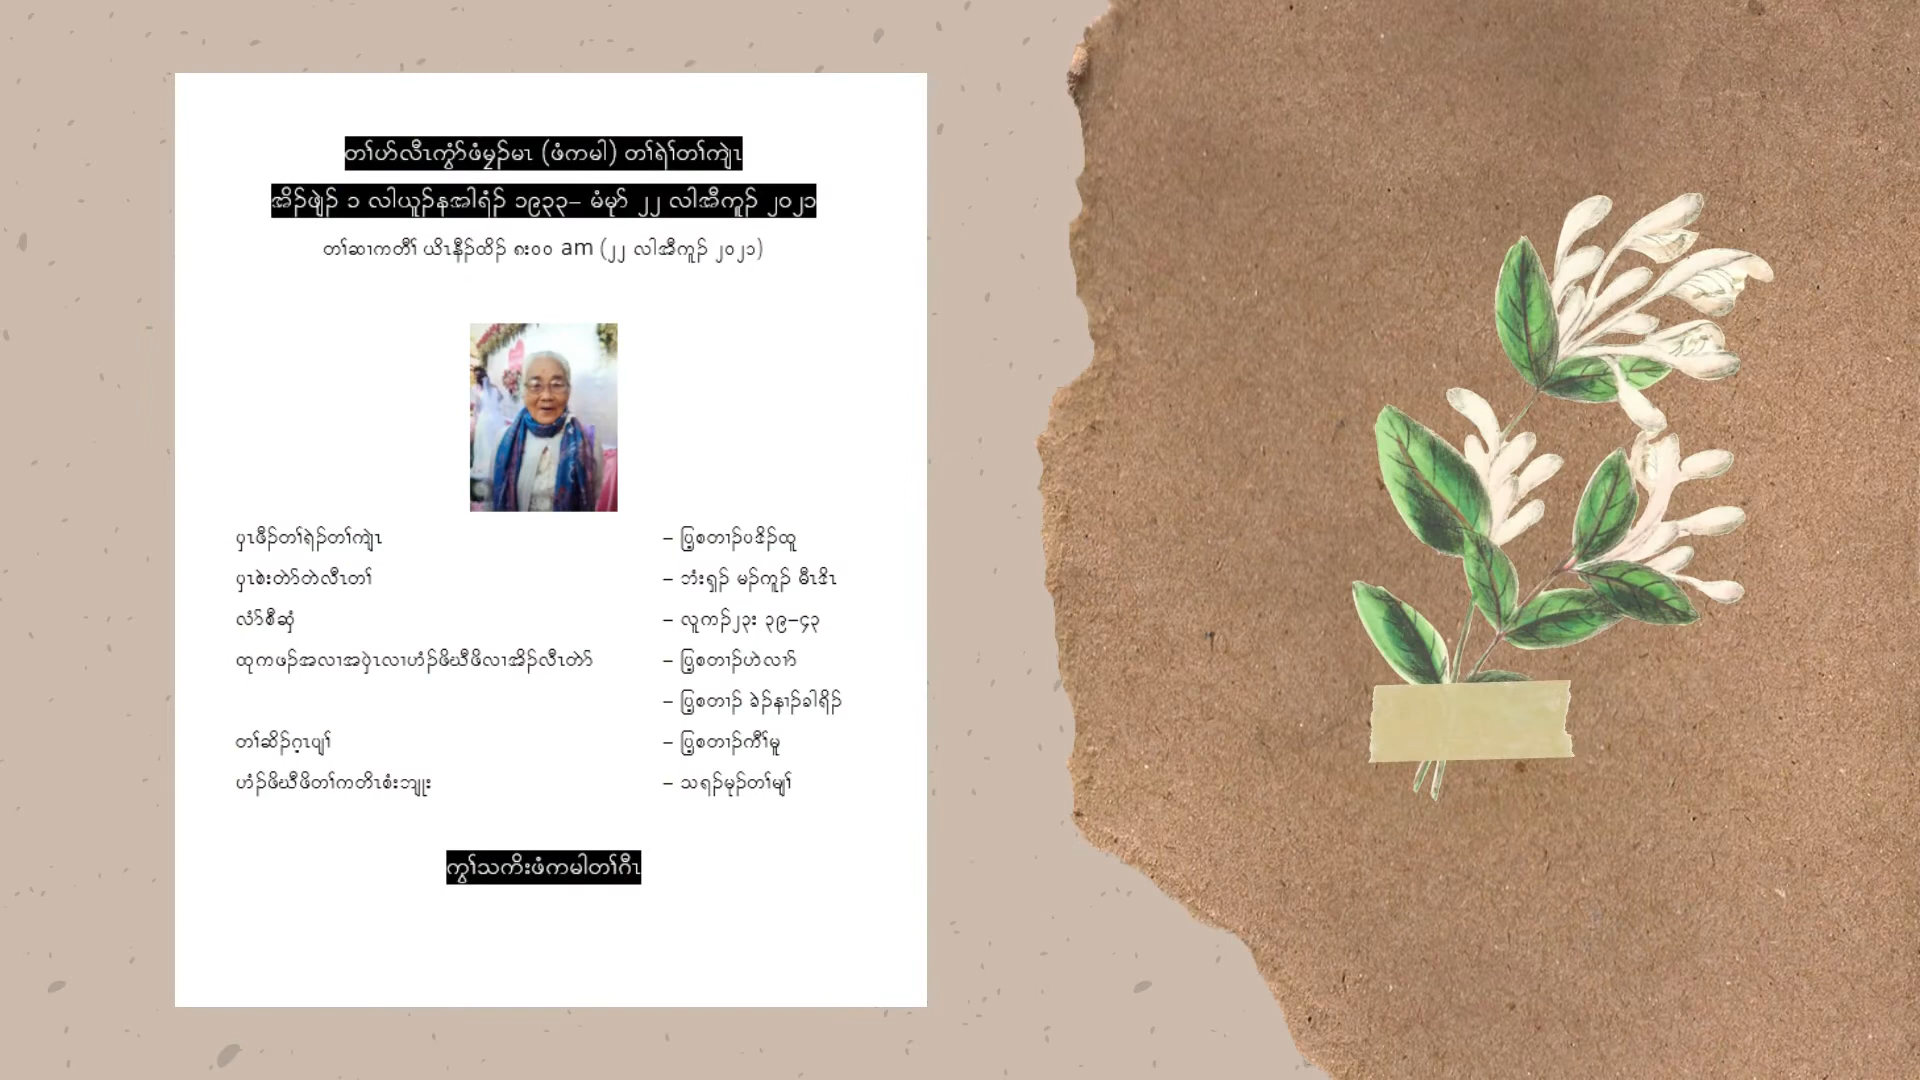 တၢ်ဟ်လီၤကွံာ်ဖံမၠၣ်မၤ (ဖံကမါ) တၢ်ရဲၢ်တၢ်ကျဲၤ
အိၣ်ဖျဲၣ် ၁ လါယူၣ်နအါရံၣ် ၁၉၃၃– မံမုာ် ၂၂ လါအီကူၣ် ၂၀၂၁
တၢ်ဆၢကတီၢ် ယိၤနီၣ်ထိၣ် ၈း၀၀ am (၂၂ လါအီကူၣ် ၂၀၂၁)
ပှၤဖီၣ်တၢ်ရဲၣ်တၢ်ကျဲၤ – ပြ့စတၢၣ်ပဒိၣ်ထူ
ပှၤစဲးတဲာ်တဲလီၤတၢ် – ဘံးရှၣ် မၣ်ကူၣ် မီၤဒိၤ
လံာ်စီဆှံ – လူကၣ်၂၃း ၃၉–၄၃
ထုကဖၣ်အလၢအပှဲၤလၢဟံၣ်ဖိဃီဖိလၢအိၣ်လီၤတဲာ် – ပြ့စတၢၣ်ဟဲလၢာ်
– ပြ့စတၢၣ် ခဲၣ်နၢၣ်ခါရိၣ်
တၢ်ဆိၣ်ဂ့ၤပျၢ် – ပြ့စတၢၣ်ကီၢ်မူ
ဟံၣ်ဖိဃီဖိတၢ်ကတိၤစံးဘျုး – သရၣ်မုၣ်တၢ်မျၢ်
ကွၢ်သကိးဖံကမါတၢ်ဂီၤ